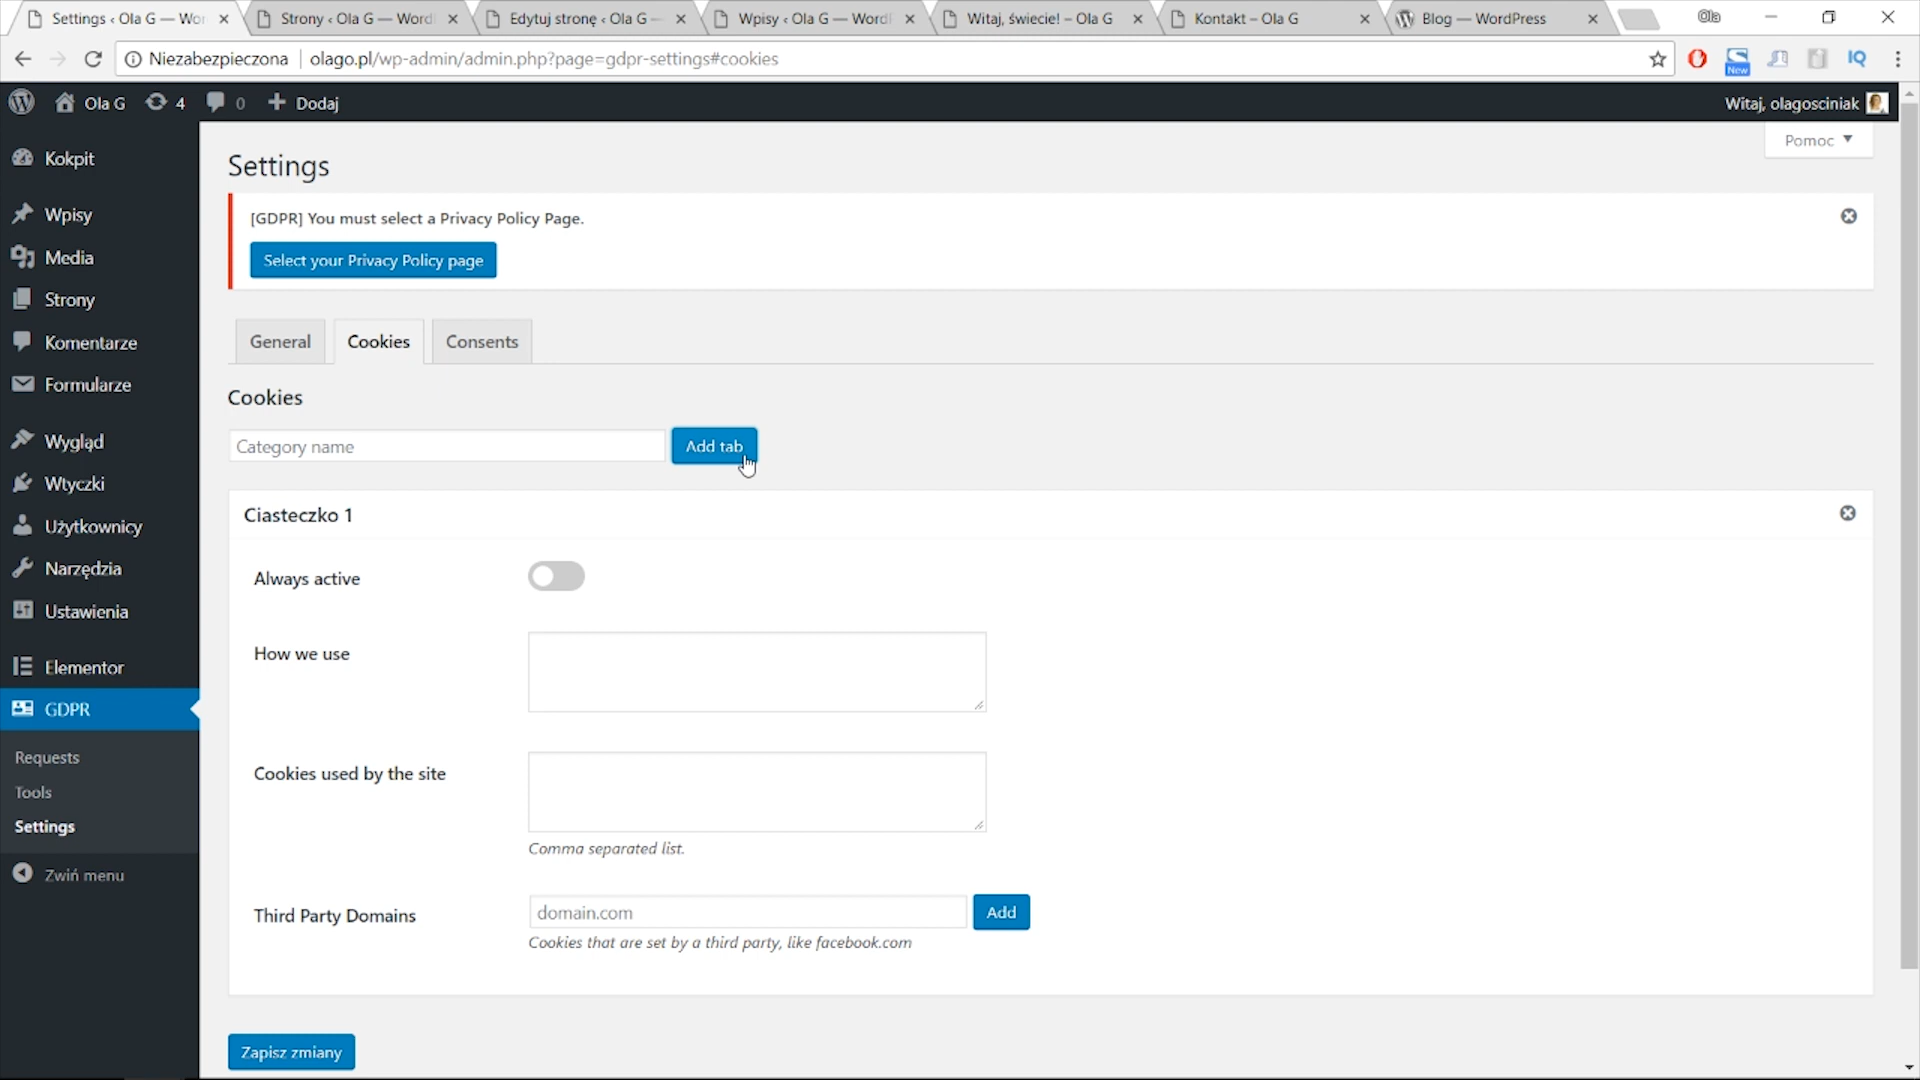 Settings ‹ Ola G — Wor
Strony ‹ Ola G — Word
Edytuj stronę ‹ Ola G —
Wpisy ‹ Ola G — Word
Witaj, świecie! – Ola G
Kontakt – Ola G
Blog — WordPress
Ola
Niezabezpieczona
olago.pl/wp-admin/admin.php?page=gdpr-settings#cookies
New
IQ
Ola G
4
0
Dodaj
Witaj, olagosciniak
Pomoc
Kokpit
Wpisy
Media
Strony
Komentarze
Formularze
Wygląd
Wtyczki
Użytkownicy
Narzędzia
Ustawienia
Elementor
GDPR
Requests
Tools
Settings
Zwiń menu
Settings
[GDPR] You must select a Privacy Policy Page.
Select your Privacy Policy page
General
Cookies
Consents
Cookies
Category name
Add tab
Ciasteczko 1
Always active
How we use
Cookies used by the site
Comma separated list.
Third Party Domains
domain.com
Add
Cookies that are set by a third party, like facebook.com
Zapisz zmiany